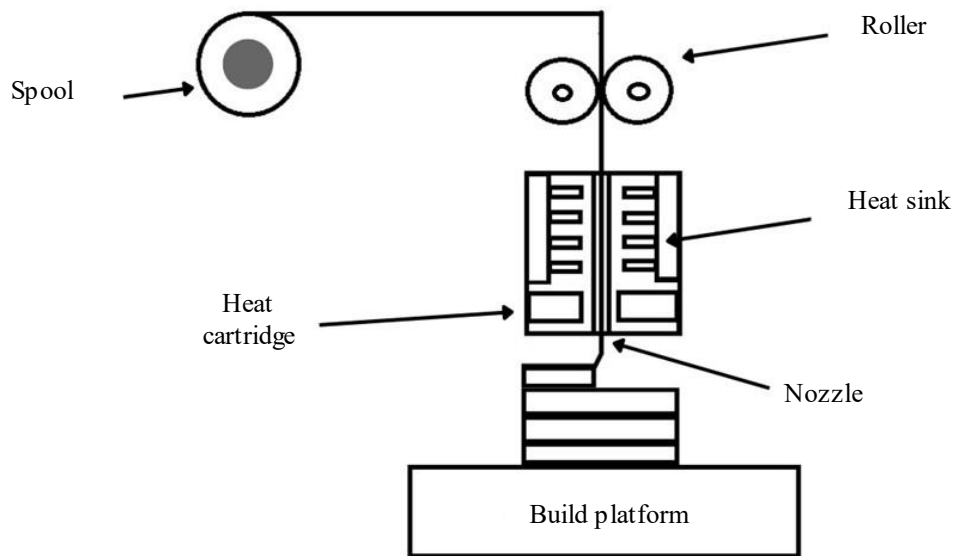 Roller
Spool
Heat sink
Heat
cartridge
Nozzle
Build platform